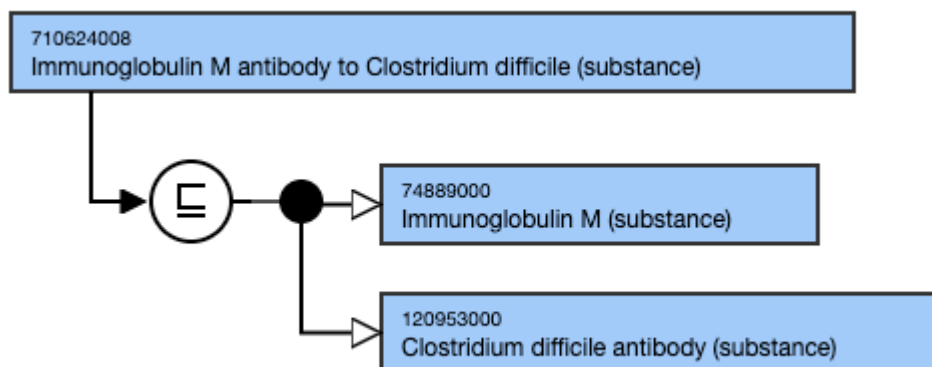 710624008
Immunoglobulin M antibody to Clostridium difficile (substance)
⊑
74889000
Immunoglobulin M (substance)
120953000
Clostridium difficile antibody (substance)